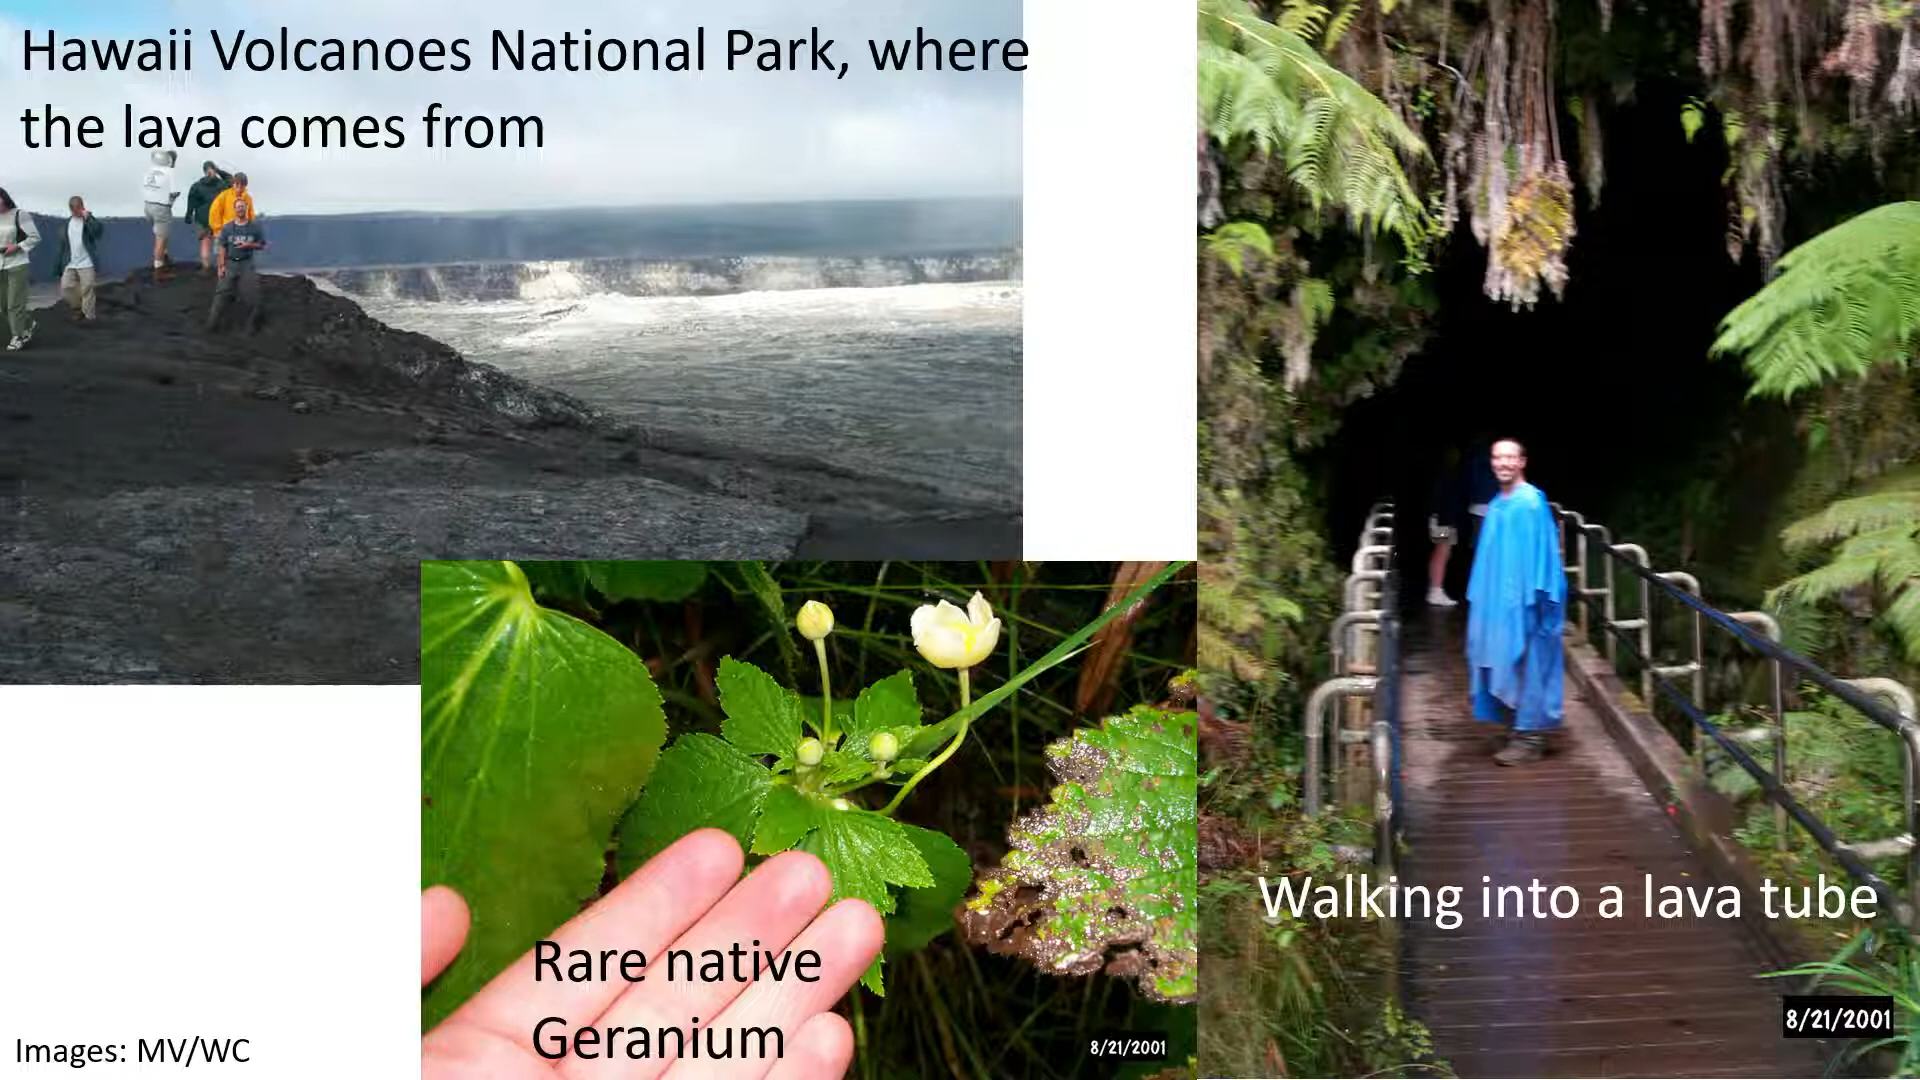 Hawaii Volcanoes National Park, where
the lava comes from
Walking into a lava tube
8/21/2001
Rare native
Geranium
8/21/2001
Images: MV/WC